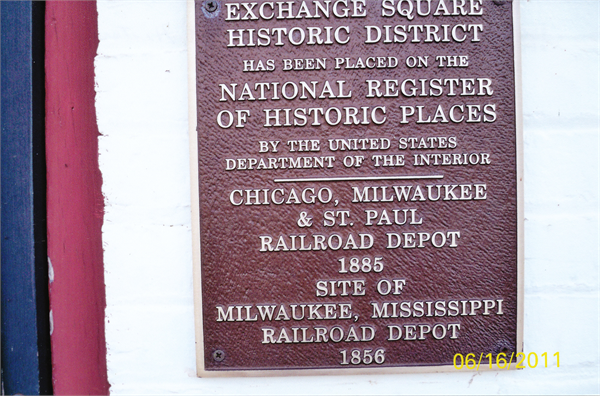 EXCHANGE SQUARE
HISTORIC DISTRICT
HAS BEEN PLACED ON THE
NATIONAL REGISTER
OF HISTORIC PLACES
BY THE UNITED STATES
DEPARTMENT OF THE INTERIOR
CHICAGO, MILWAUKEE
& ST. PAUL
RAILROAD DEPOT
1885
SITE OF
MILWAUKEE, MISSISSIPPI
RAILROAD DEPOT
1856
06/16/2011